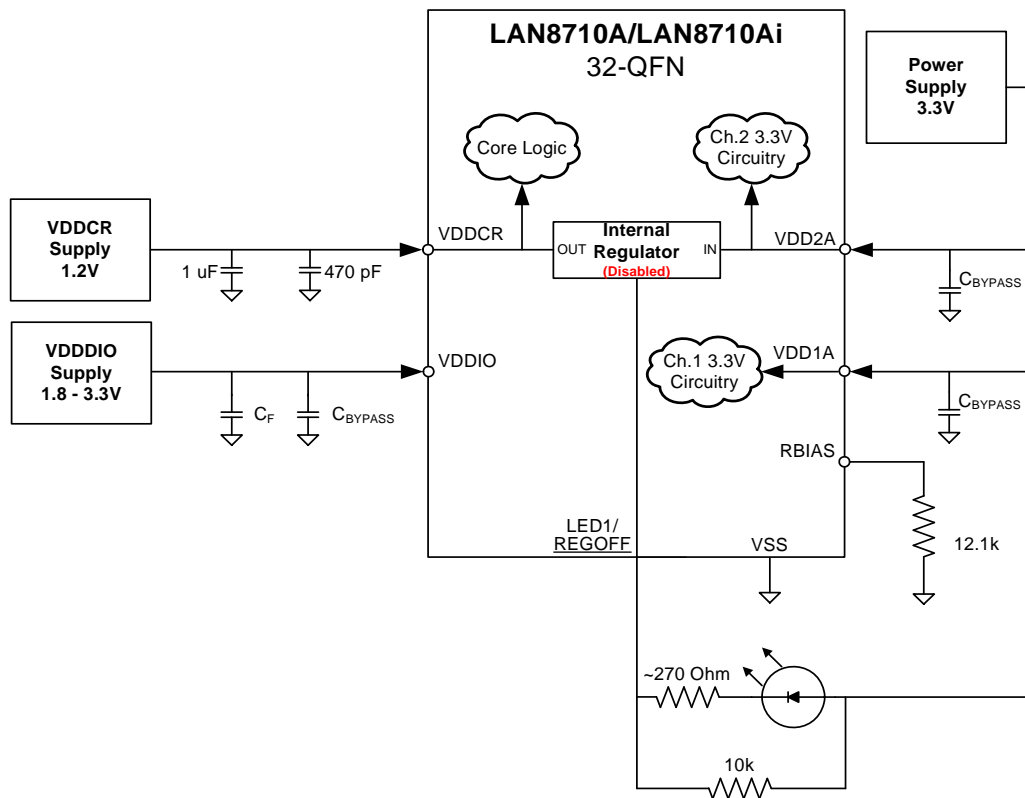 LAN8710A/LAN8710Ai
32-QFN
Power
Supply
3.3V
Core Logic
Ch.2 3.3V
Circuitry
VDDCR
Supply
1.2V
VDDCR
OUT
Internal
Regulator
(Disabled)
IN
VDD2A
1 uF
470 pF
CBYPASS
VDDDIO
Supply
1.8 - 3.3V
VDDIO
Ch.1 3.3V
Circuitry
VDD1A
CF
CBYPASS
CBYPASS
RBIAS
12.1k
LED1/
REGOFF
VSS
~270 Ohm
10k